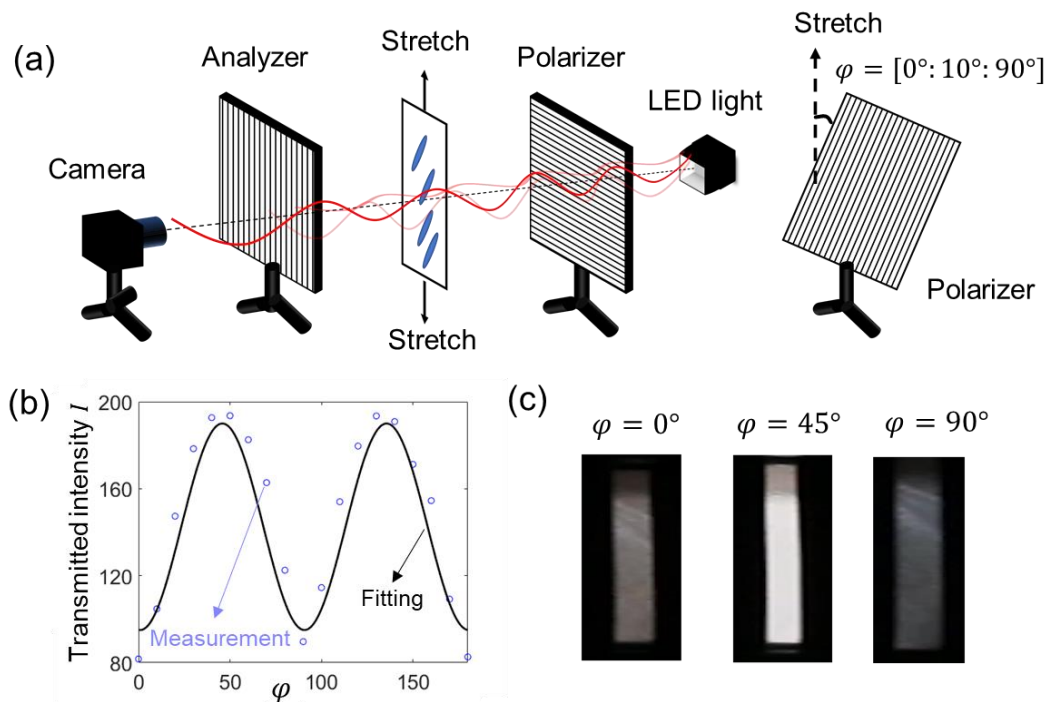 (a)
Stretch
Analyzer
Polarizer
LED light
Camera
Stretch
Stretch
φ = [0°: 10°: 90°]
Polarizer
(b)
Transmitted intensity I
200
160
120
80
0
50
100
150
φ
Measurement
Fitting
(c)
φ = 0°
φ = 45°
φ = 90°